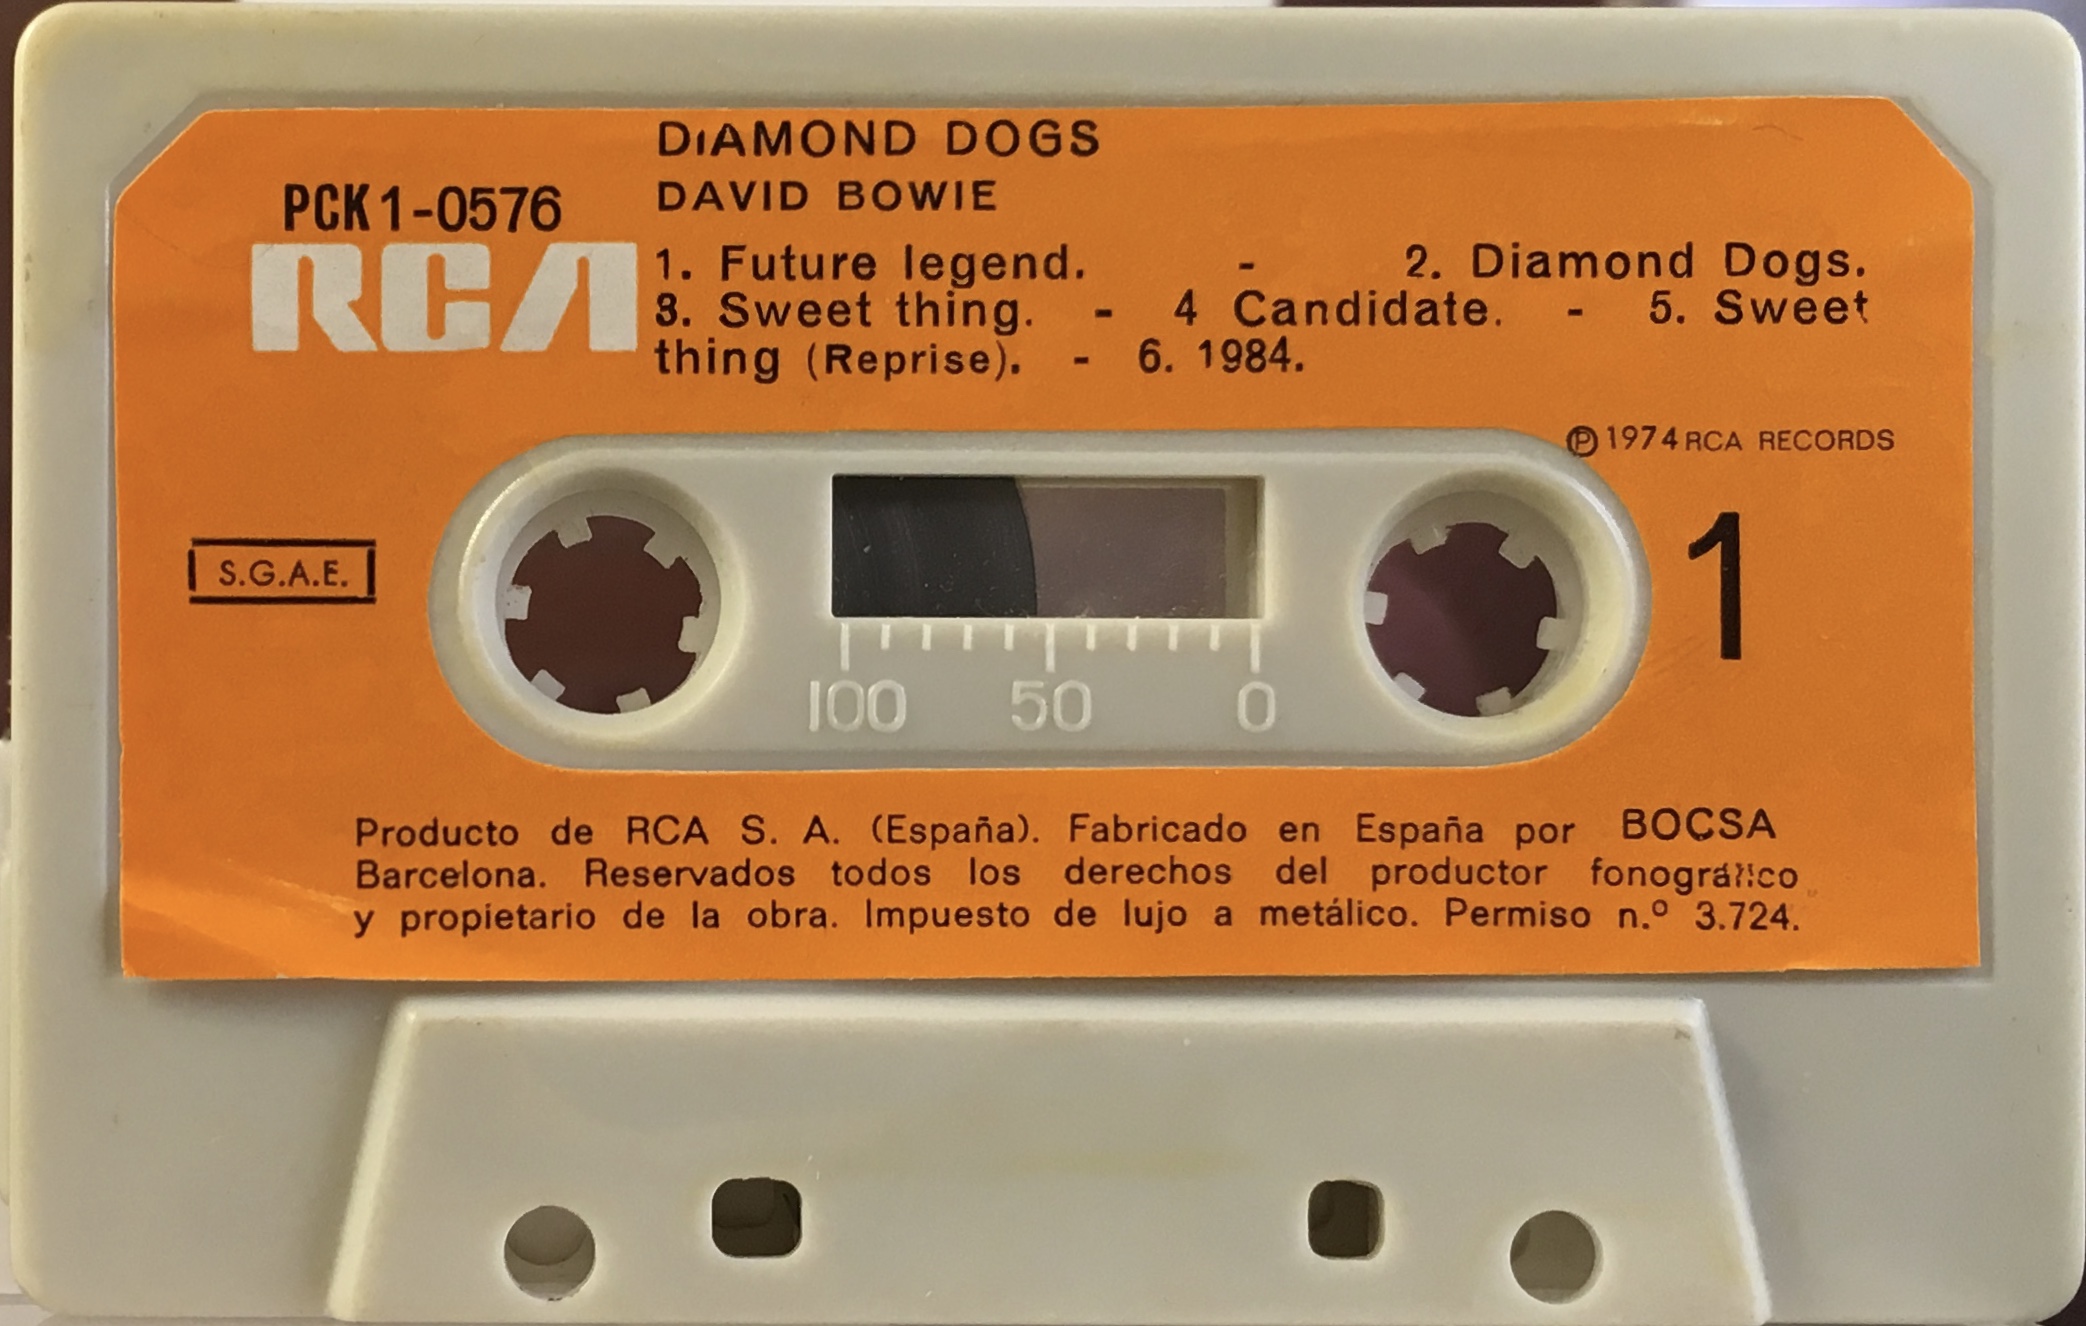 DiAMOND DOGS
DAVID BOWIE
PCK1-0576
RCA
1. Future legend. - 2. Diamond Dogs.
3. Sweet thing. - 4 Candidate. - 5. Sweet
thing (Reprise). - 6. 1984.
Ⓟ 1974 RCA RECORDS
S.G.A.E.
1
100 50 0
Producto de RCA S. A. (España). Fabricado en España por BOCSA
Barcelona. Reservados todos los derechos del productor fonográfico
y propietario de la obra. Impuesto de lujo a metálico. Permiso n.º 3.724.